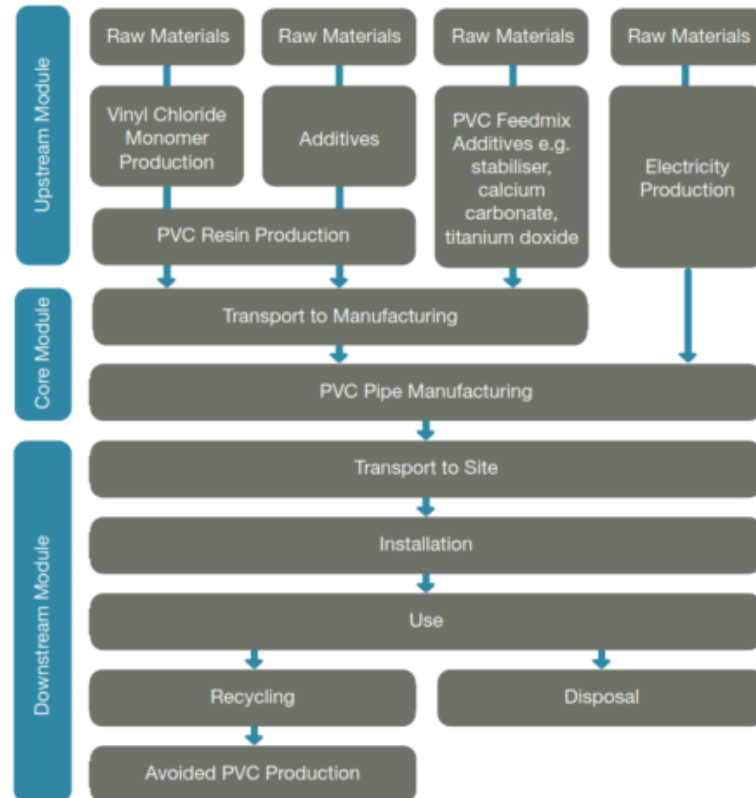 Upstream Module
Raw Materials
Raw Materials
Raw Materials
Raw Materials
Vinyl Chloride
Monomer
Production
Additives
PVC Feedmix
Additives e.g.
stabiliser,
calcium
carbonate,
titanium doxide
Electricity
Production
PVC Resin Production
Core Module
Transport to Manufacturing
PVC Pipe Manufacturing
Downstream Module
Transport to Site
Installation
Use
Recycling
Disposal
Avoided PVC Production